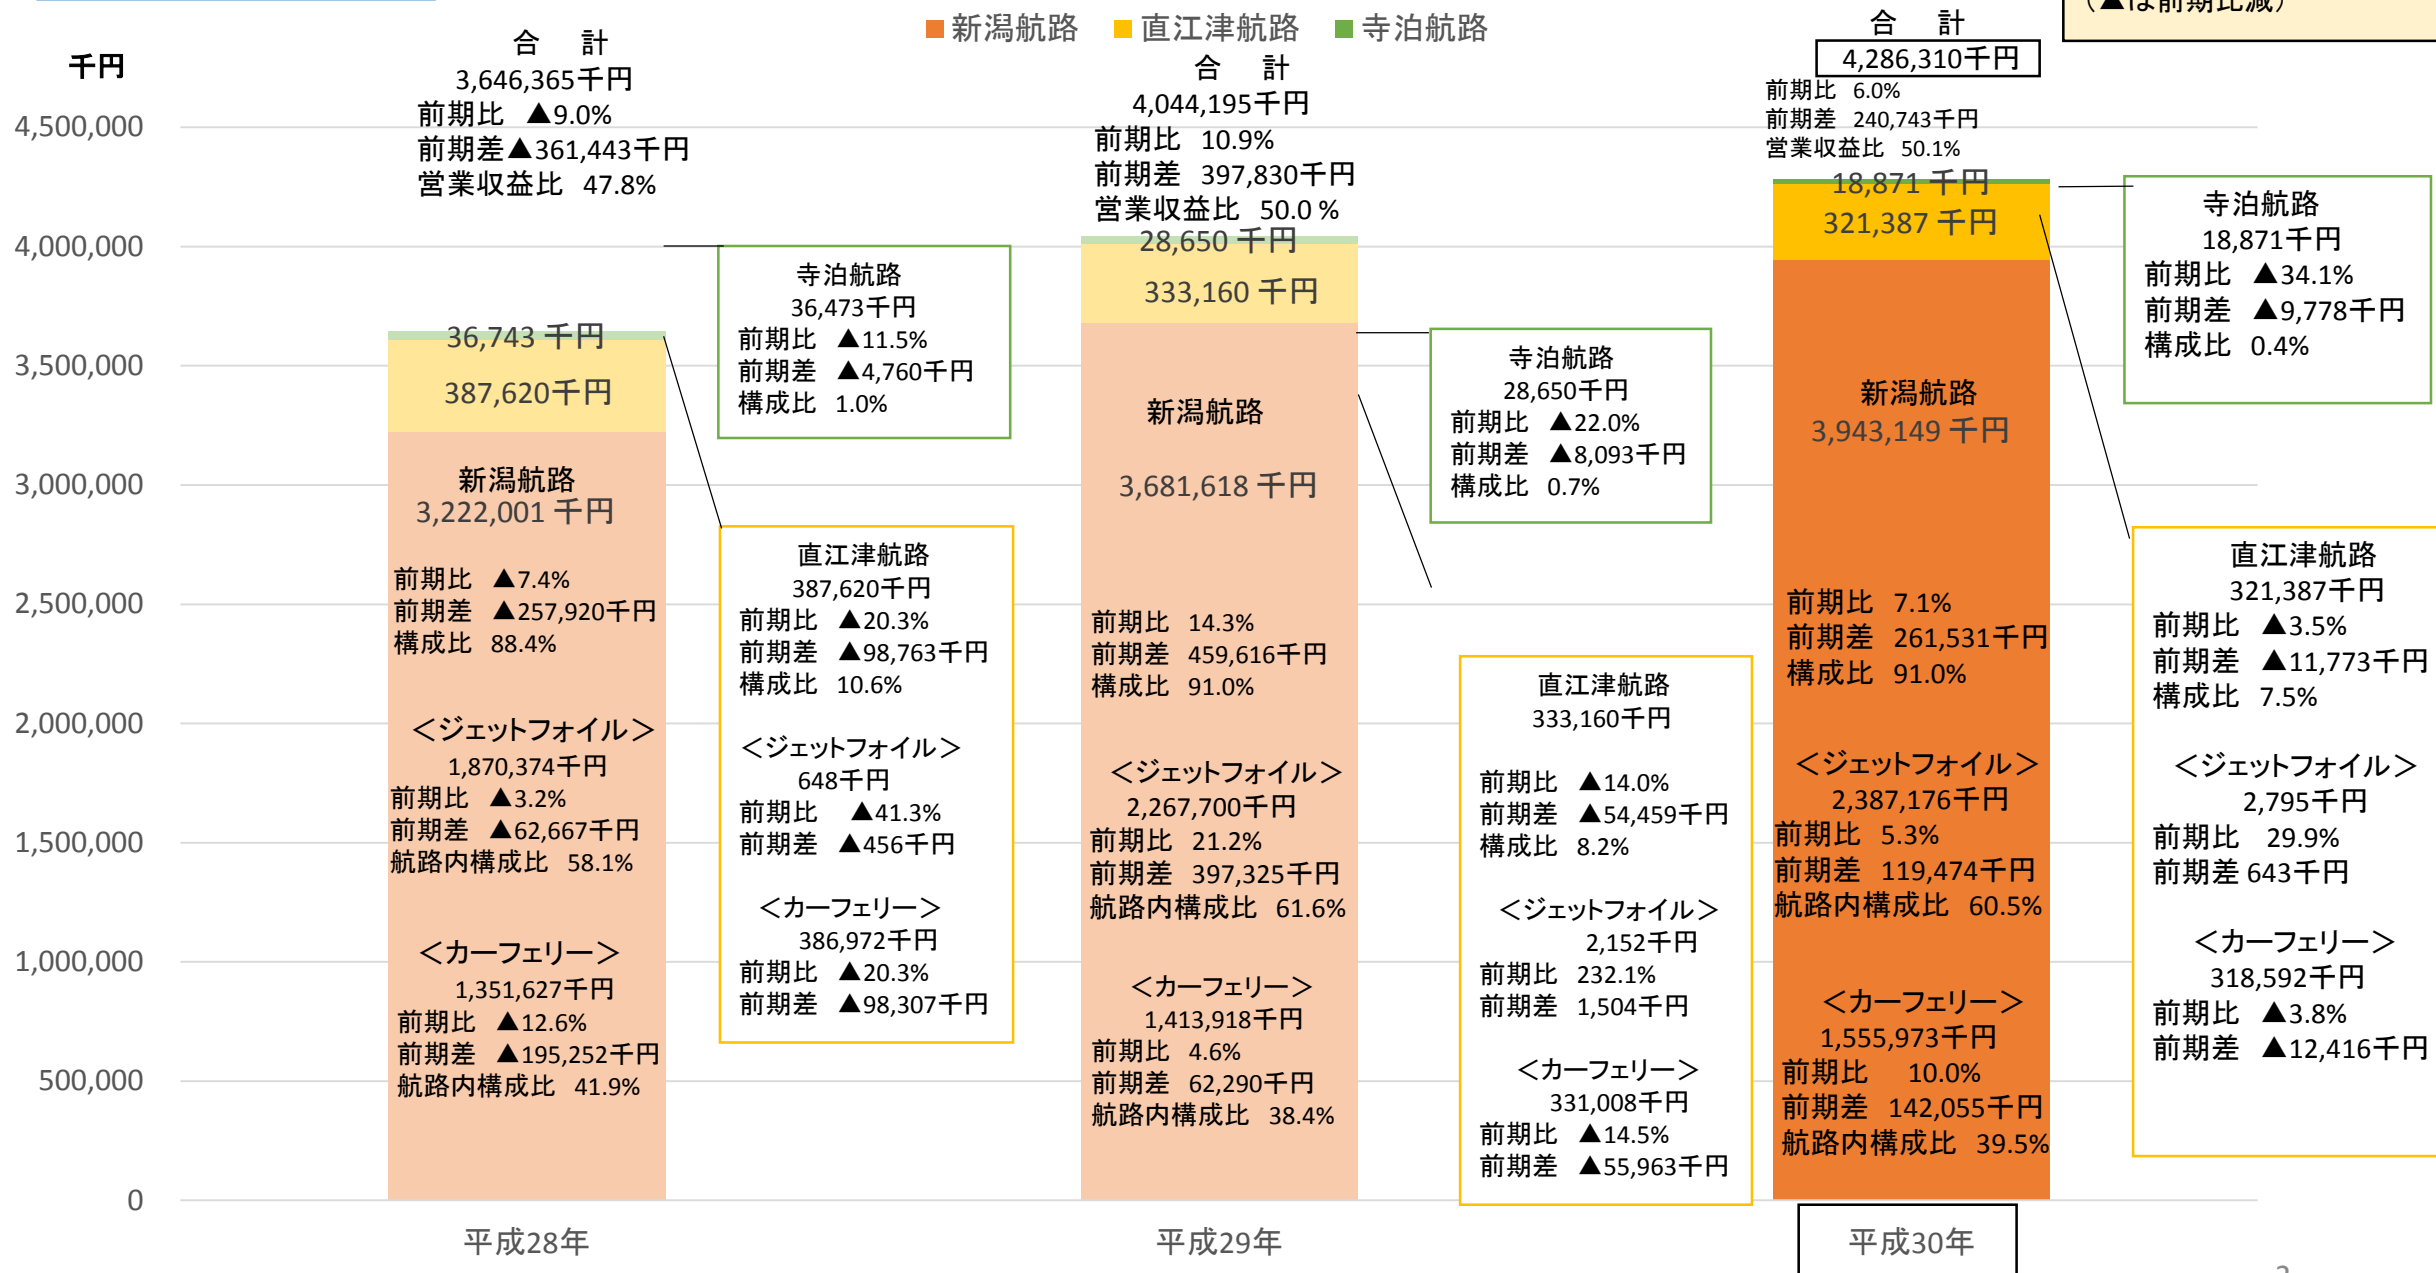 新潟航路 直江津航路 寺泊航路
(▲は前期比減)
千円
4,500,000
4,000,000
3,500,000
3,000,000
2,500,000
2,000,000
1,500,000
1,000,000
500,000
0
合 計
3,646,365千円
前期比 ▲9.0%
前期差▲361,443千円
営業収益比 47.8%
36,743 千円
387,620千円
新潟航路
3,222,001 千円
前期比 ▲7.4%
前期差 ▲257,920千円
構成比 88.4%
<ジェットフォイル>
1,870,374千円
前期比 ▲3.2%
前期差 ▲62,667千円
航路内構成比 58.1%
<カーフェリー>
1,351,627千円
前期比 ▲12.6%
前期差 ▲195,252千円
航路内構成比 41.9%
平成28年
寺泊航路
36,473千円
前期比 ▲11.5%
前期差 ▲4,760千円
構成比 1.0%
直江津航路
387,620千円
前期比 ▲20.3%
前期差 ▲98,763千円
構成比 10.6%
<ジェットフォイル>
648千円
前期比 ▲41.3%
前期差 ▲456千円
<カーフェリー>
386,972千円
前期比 ▲20.3%
前期差 ▲98,307千円
合 計
4,044,195千円
前期比 10.9%
前期差 397,830千円
営業収益比 50.0 %
28,650 千円
333,160 千円
新潟航路
3,681,618 千円
前期比 14.3%
前期差 459,616千円
構成比 91.0%
<ジェットフォイル>
2,267,700千円
前期比 21.2%
前期差 397,325千円
航路内構成比 61.6%
<カーフェリー>
1,413,918千円
前期比 4.6%
前期差 62,290千円
航路内構成比 38.4%
平成29年
寺泊航路
28,650千円
前期比 ▲22.0%
前期差 ▲8,093千円
構成比 0.7%
直江津航路
333,160千円
前期比 ▲14.0%
前期差 ▲54,459千円
構成比 8.2%
<ジェットフォイル>
2,152千円
前期比 232.1%
前期差 1,504千円
<カーフェリー>
331,008千円
前期比 ▲14.5%
前期差 ▲55,963千円
合 計
4,286,310千円
前期比 6.0%
前期差 240,743千円
営業収益比 50.1%
18,871 千円
321,387 千円
新潟航路
3,943,149 千円
前期比 7.1%
前期差 261,531千円
構成比 91.0%
<ジェットフォイル>
2,387,176千円
前期比 5.3%
前期差 119,474千円
航路内構成比 60.5%
<カーフェリー>
1,555,973千円
前期比 10.0%
前期差 142,055千円
航路内構成比 39.5%
平成30年
寺泊航路
18,871千円
前期比 ▲34.1%
前期差 ▲9,778千円
構成比 0.4%
直江津航路
321,387千円
前期比 ▲3.5%
前期差 ▲11,773千円
構成比 7.5%
<ジェットフォイル>
2,795千円
前期比 29.9%
前期差 643千円
<カーフェリー>
318,592千円
前期比 ▲3.8%
前期差 ▲12,416千円